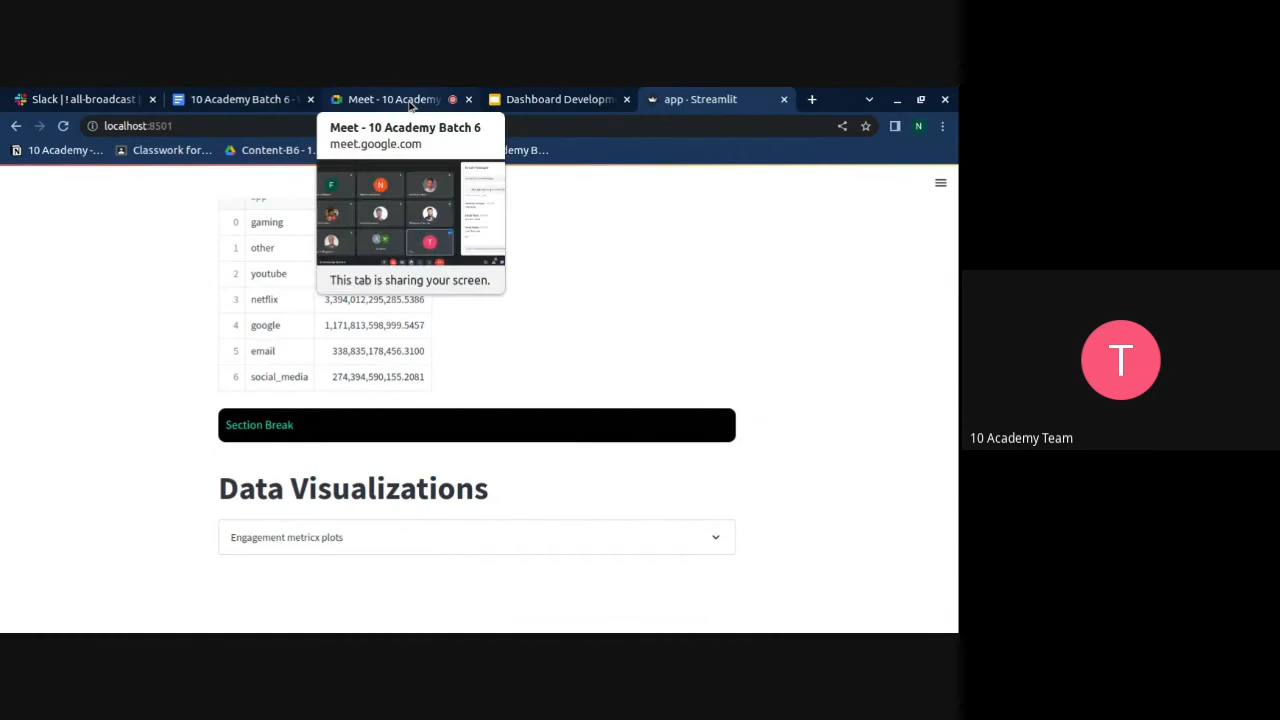 Slack | ! all-broadcast
10 Academy Batch 6 -
Meet - 10 Academy
Dashboard Developm
app · Streamlit
localhost:8501
N
10 Academy -...
Classwork for...
Content-B6 - 1.
demy B...
Meet - 10 Academy Batch 6
meet.google.com
F
N
T
This tab is sharing your screen.
0 gaming
1 other
2 youtube
3 netflix 3,394,012,295,285.5386
4 google 1,171,813,598,999.5457
5 email 338,835,178,456.3100
6 social_media 274,394,590,155.2081
Section Break
Data Visualizations
Engagement metricx plots
T
10 Academy Team